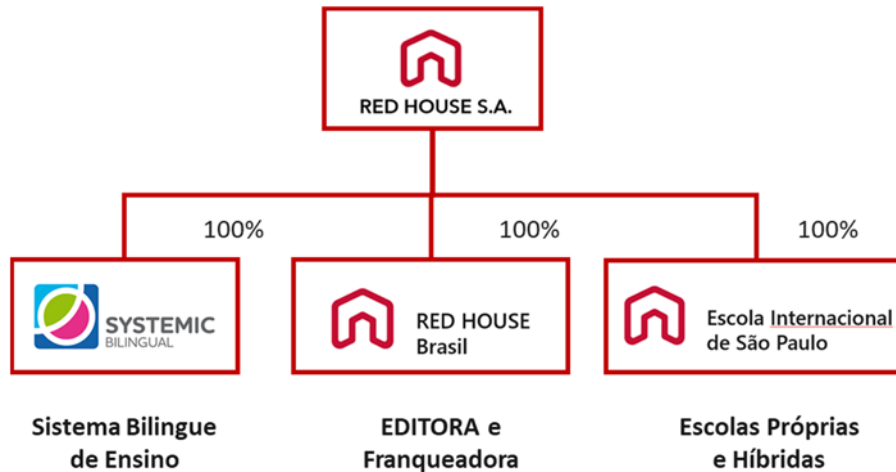 RED HOUSE S.A.
100%
100%
100%
SYSTEMIC
BILINGUAL
RED HOUSE
Brasil
Escola Internacional
de São Paulo
Sistema Bilingue
de Ensino
EDITORA e
Franqueadora
Escolas Próprias
e Híbridas